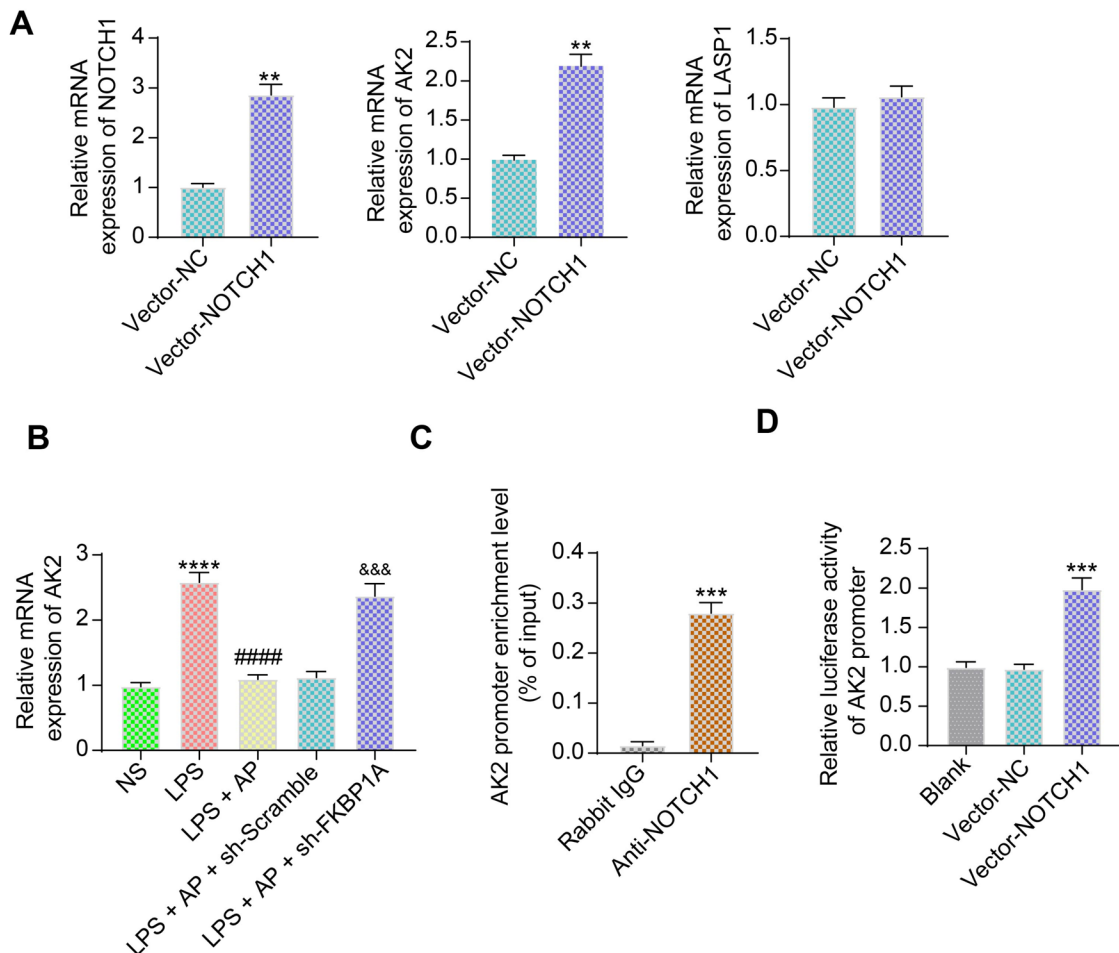 A
Relative mRNA
expression of NOTCH1
4
3
2
1
0
**
Vector-NC
Vector-NOTCH1
Relative mRNA
expression of AK2
2.5
2.0
1.5
1.0
0.5
0.0
**
Vector-NC
Vector-NOTCH1
Relative mRNA
expression of LASP1
1.5
1.0
0.5
0.0
Vector-NC
Vector-NOTCH1
B
Relative mRNA
expression of AK2
3
2
1
0
****
####
&&&
NS
LPS
LPS + AP
LPS + AP + sh-Scramble
LPS + AP + sh-FKBP1A
C
AK2 promoter enrichment level
(% of input)
0.4
0.3
0.2
0.1
0.0
***
Rabbit IgG
Anti-NOTCH1
D
Relative luciferase activity
of AK2 promoter
2.5
2.0
1.5
1.0
0.5
0.0
***
Blank
Vector-NC
Vector-NOTCH1